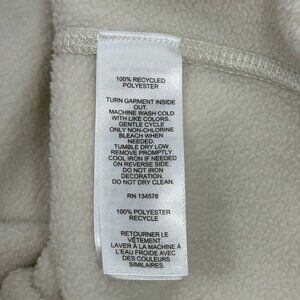 100% RECYCLED
POLYESTER
TURN GARMENT INSIDE
OUT.
MACHINE WASH COLD
WITH LIKE COLORS.
GENTLE CYCLE
ONLY NON-CHLORINE
BLEACH WHEN
NEEDED.
TUMBLE DRY LOW.
REMOVE PROMPTLY
COOL IRON IF NEEDED
ON REVERSE SIDE.
DO NOT IRON
DECORATION.
DO NOT DRY CLEAN.
RN 134578
100% POLYESTER
RECYCLE
RETOURNER LE
VÊTEMENT.
LAVER À LA MACHINE À
EAU FROIDE AVEC
DES COULEURS
SIMILAIRES.